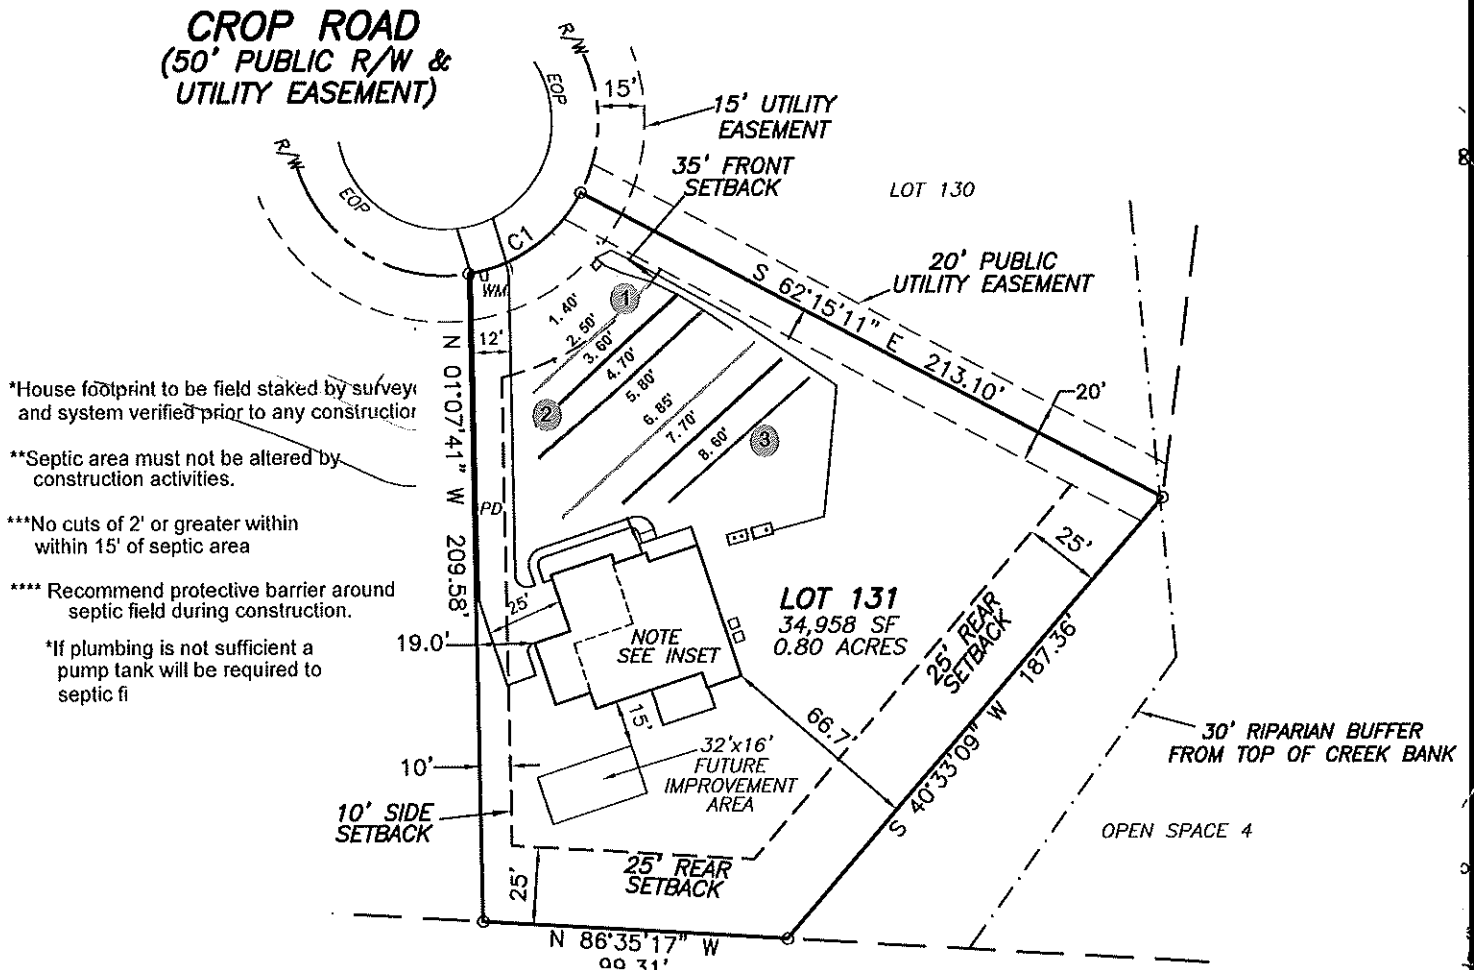 CROP ROAD
(50' PUBLIC R/W &
UTILITY EASEMENT)
R/W
EOP
15'
15' UTILITY
EASEMENT
35' FRONT
SETBACK
LOT 130
R/W
EOP
C1
20' PUBLIC
UTILITY EASEMENT
S 62°15'11" E 213.10'
WM
12'
1. 40'
2. 50'
3. 60'
4. 70'
5. 80'
6. 85'
7. 70'
8. 60'
1
2
3
20'
N 01°07'41" W 209.58'
*House footprint to be field staked by surveyo
and system verified prior to any construction
**Septic area must not be altered by
construction activities.
***No cuts of 2' or greater within
within 15' of septic area
**** Recommend protective barrier around
septic field during construction.
*If plumbing is not sufficient a
pump tank will be required to
septic fi
PD
25'
25'
19.0'
NOTE
SEE INSET
LOT 131
34,958 SF
0.80 ACRES
25' REAR
SETBACK
S 40°33'09" W 187.36'
15'
66.7'
32'x16'
FUTURE
IMPROVEMENT
AREA
30' RIPARIAN BUFFER
FROM TOP OF CREEK BANK
10'
10' SIDE
SETBACK
OPEN SPACE 4
25'
25' REAR
SETBACK
N 86°35'17" W
99.31'